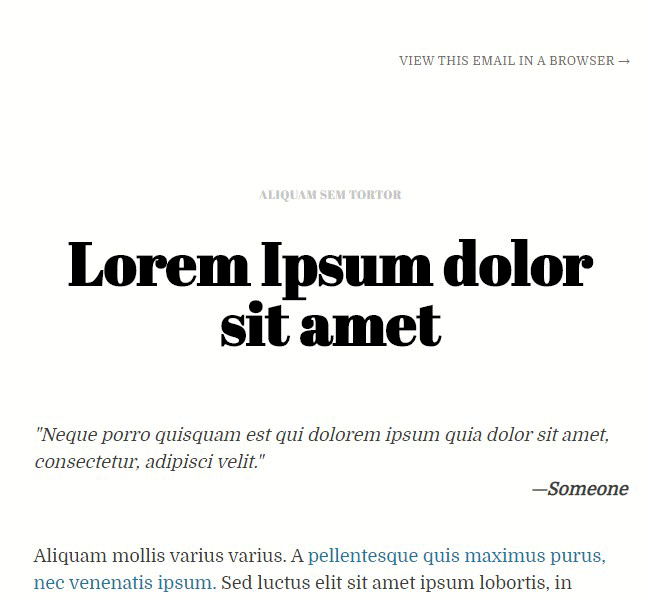 VIEW THIS EMAIL IN A BROWSER →
ALIQUAM SEM TORTOR
Lorem Ipsum dolor
sit amet
"Neque porro quisquam est qui dolorem ipsum quia dolor sit amet,
consectetur, adipisci velit."
—Someone
Aliquam mollis varius varius. A pellentesque quis maximus purus,
nec venenatis ipsum. Sed luctus elit sit amet ipsum lobortis, in